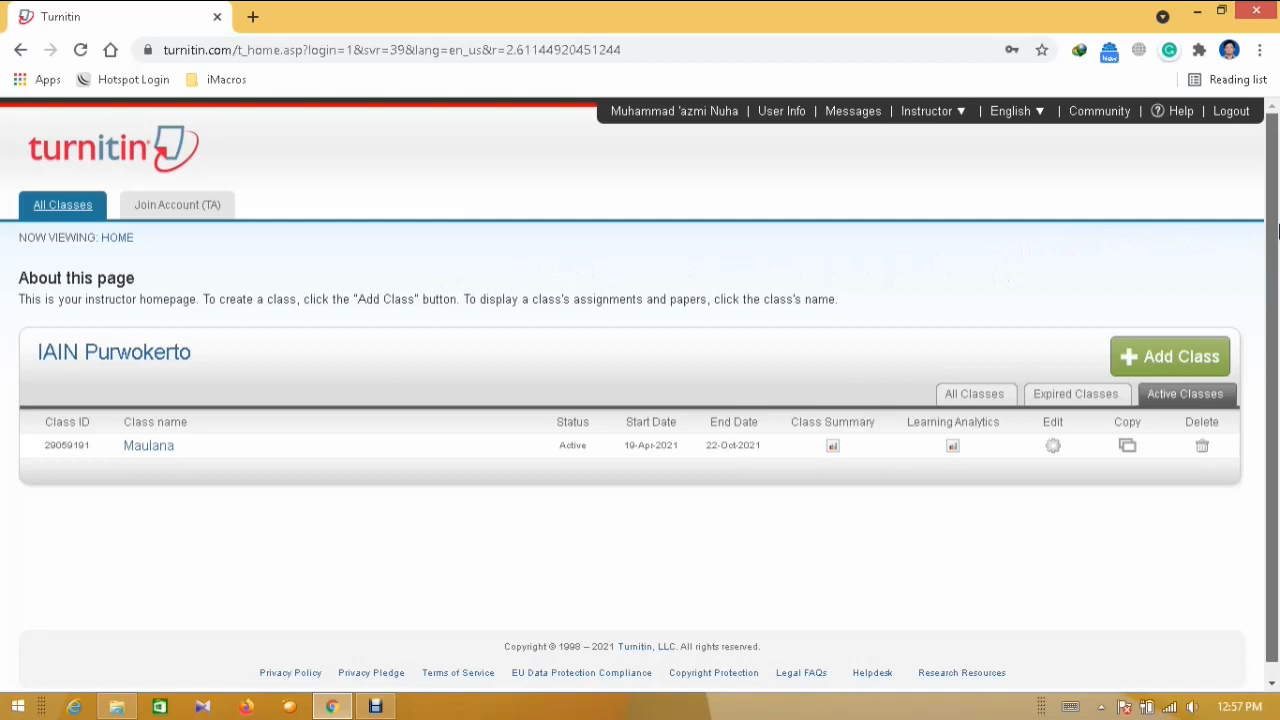 Turnitin
turnitin.com/t_home.asp?login=1&svr=39&lang=en_us&r=2.61144920451244
New
Apps Hotspot Login iMacros Reading list
Muhammad 'azmi Nuha | User Info | Messages | Instructor ▼ | English ▼ | Community | ? Help | Logout
turnitin
All Classes Join Account (TA)
NOW VIEWING: HOME
About this page
This is your instructor homepage. To create a class, click the "Add Class" button. To display a class's assignments and papers, click the class's name.
IAIN Purwokerto
+ Add Class
All Classes Expired Classes Active Classes
Class ID Class name Status Start Date End Date Class Summary Learning Analytics Edit Copy Delete
29059191 Maulana Active 19-Apr-2021 22-Oct-2021
Copyright © 1998 – 2021 Turnitin, LLC. All rights reserved.
Privacy Policy Privacy Pledge Terms of Service EU Data Protection Compliance Copyright Protection Legal FAQs Helpdesk Research Resources
12:57 PM